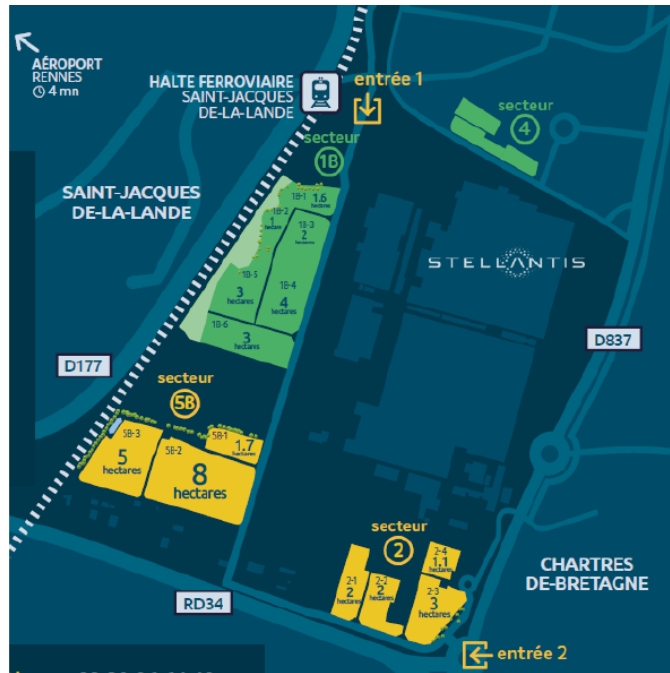 AÉROPORT
RENNES
4 mn
HALTE FERROVIAIRE
SAINT-JACQUES
DE-LA-LANDE
entrée 1
secteur
4
secteur
1B
SAINT-JACQUES
DE-LA-LANDE
1B-1
1.6
hectares
1B-2
1
hectare
1B-3
2
hectares
STELLANTIS
1B-5
3
hectares
1B-4
4
hectares
1B-6
3
hectares
D837
D177
secteur
5B
5B-3
5
hectares
5B-2
8
hectares
5B-1
1.7
hectares
secteur
2
2-4
1.1
hectares
2-1
2
hectares
2-2
2
hectares
2-3
3
hectares
CHARTRES
DE-BRETAGNE
RD34
entrée 2